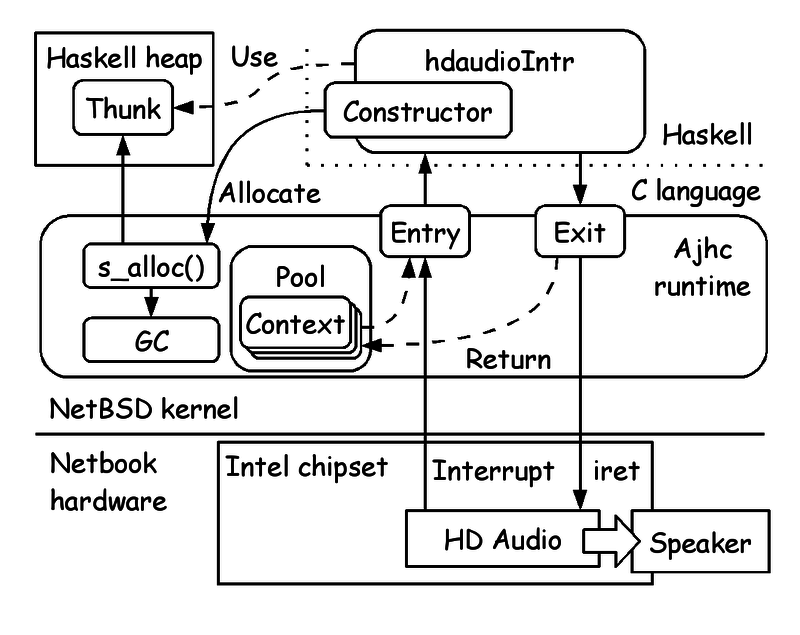 Haskell heap
Use
hdaudioIntr
Thunk
Constructor
Haskell
Allocate
C language
Entry
Exit
Ajhc
runtime
s_alloc()
Pool
Context
GC
Return
NetBSD kernel
Netbook
hardware
Intel chipset
Interrupt
iret
HD Audio
Speaker